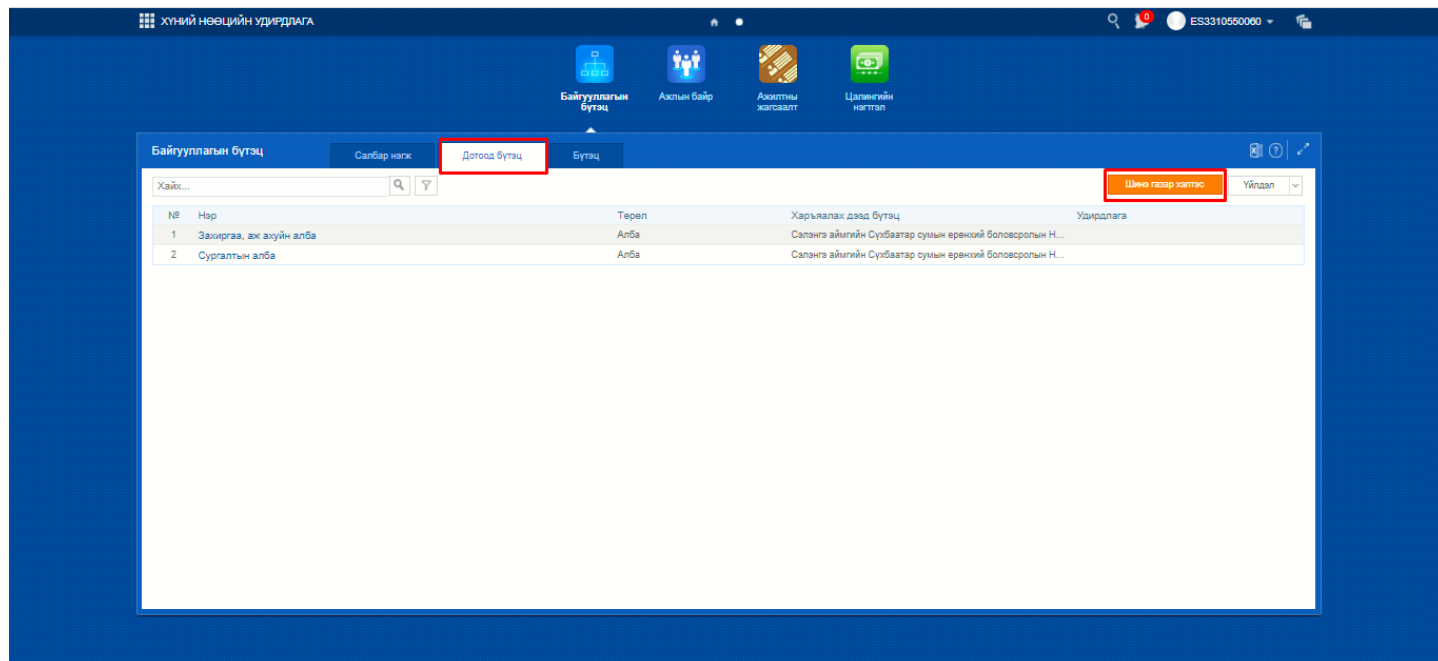 ХҮНИЙ НӨӨЦИЙН УДИРДЛАГА
0
ES3310550060
Байгууллагын бүтэц
Ажлын байр
Ажилтны жагсаалт
Цалингийн нэгтгэл
Байгууллагын бүтэц
Салбар нэгж
Дотоод бүтэц
Бүтэц
Хайх...
Шинэ газар хэлтэс
Үйлдэл
№ Нэр Төрөл Харъяалах дээд бүтэц Удирдлага
1 Захиргаа, аж ахуйн алба Алба Сэлэнгэ аймгийн Сүхбаатар сумын ерөнхий боловсролын Н...
2 Сургалтын алба Алба Сэлэнгэ аймгийн Сүхбаатар сумын ерөнхий боловсролын Н...